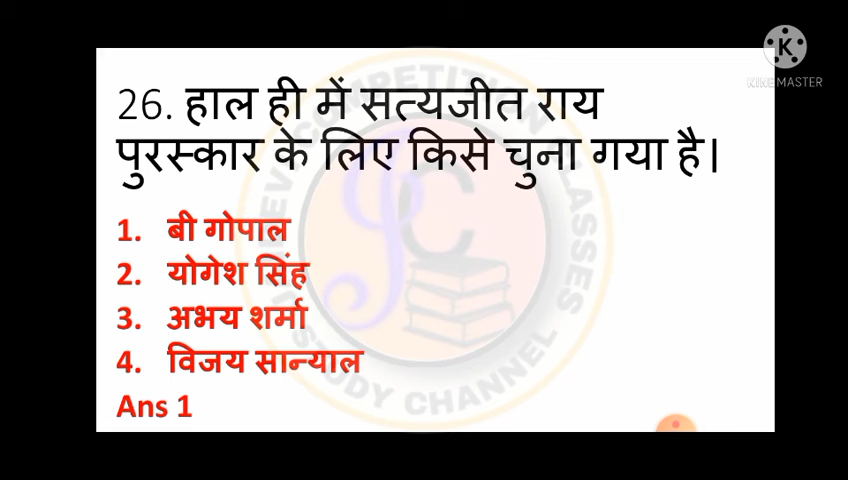 KINEMASTER
26. हाल ही में सत्यजीत राय
पुरस्कार के लिए किसे चुना गया है।
1. बी गोपाल
2. योगेश सिंह
3. अभय शर्मा
4. विजय सान्याल
Ans 1